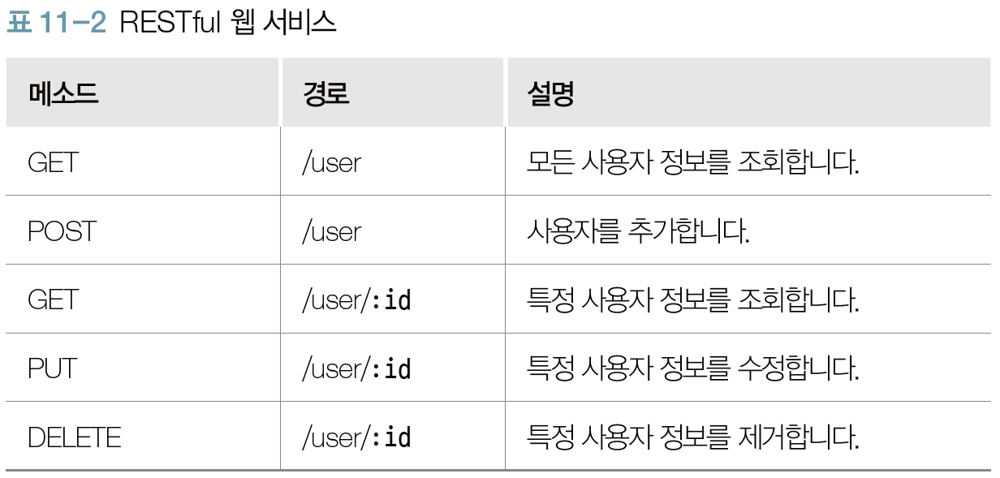 표 11-2 RESTful 웹 서비스
메소드 경로 설명
GET /user 모든 사용자 정보를 조회합니다.
POST /user 사용자를 추가합니다.
GET /user/:id 특정 사용자 정보를 조회합니다.
PUT /user/:id 특정 사용자 정보를 수정합니다.
DELETE /user/:id 특정 사용자 정보를 제거합니다.